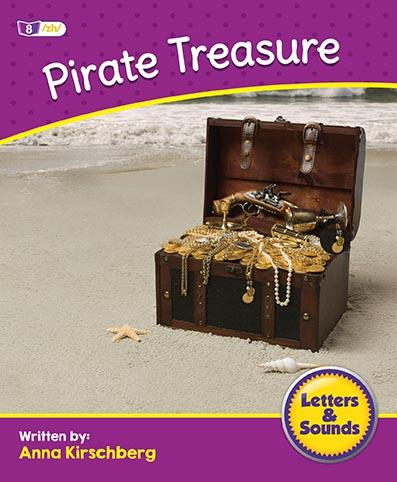 8 /zh/
Pirate Treasure
Letters
&
Sounds
Written by:
Anna Kirschberg